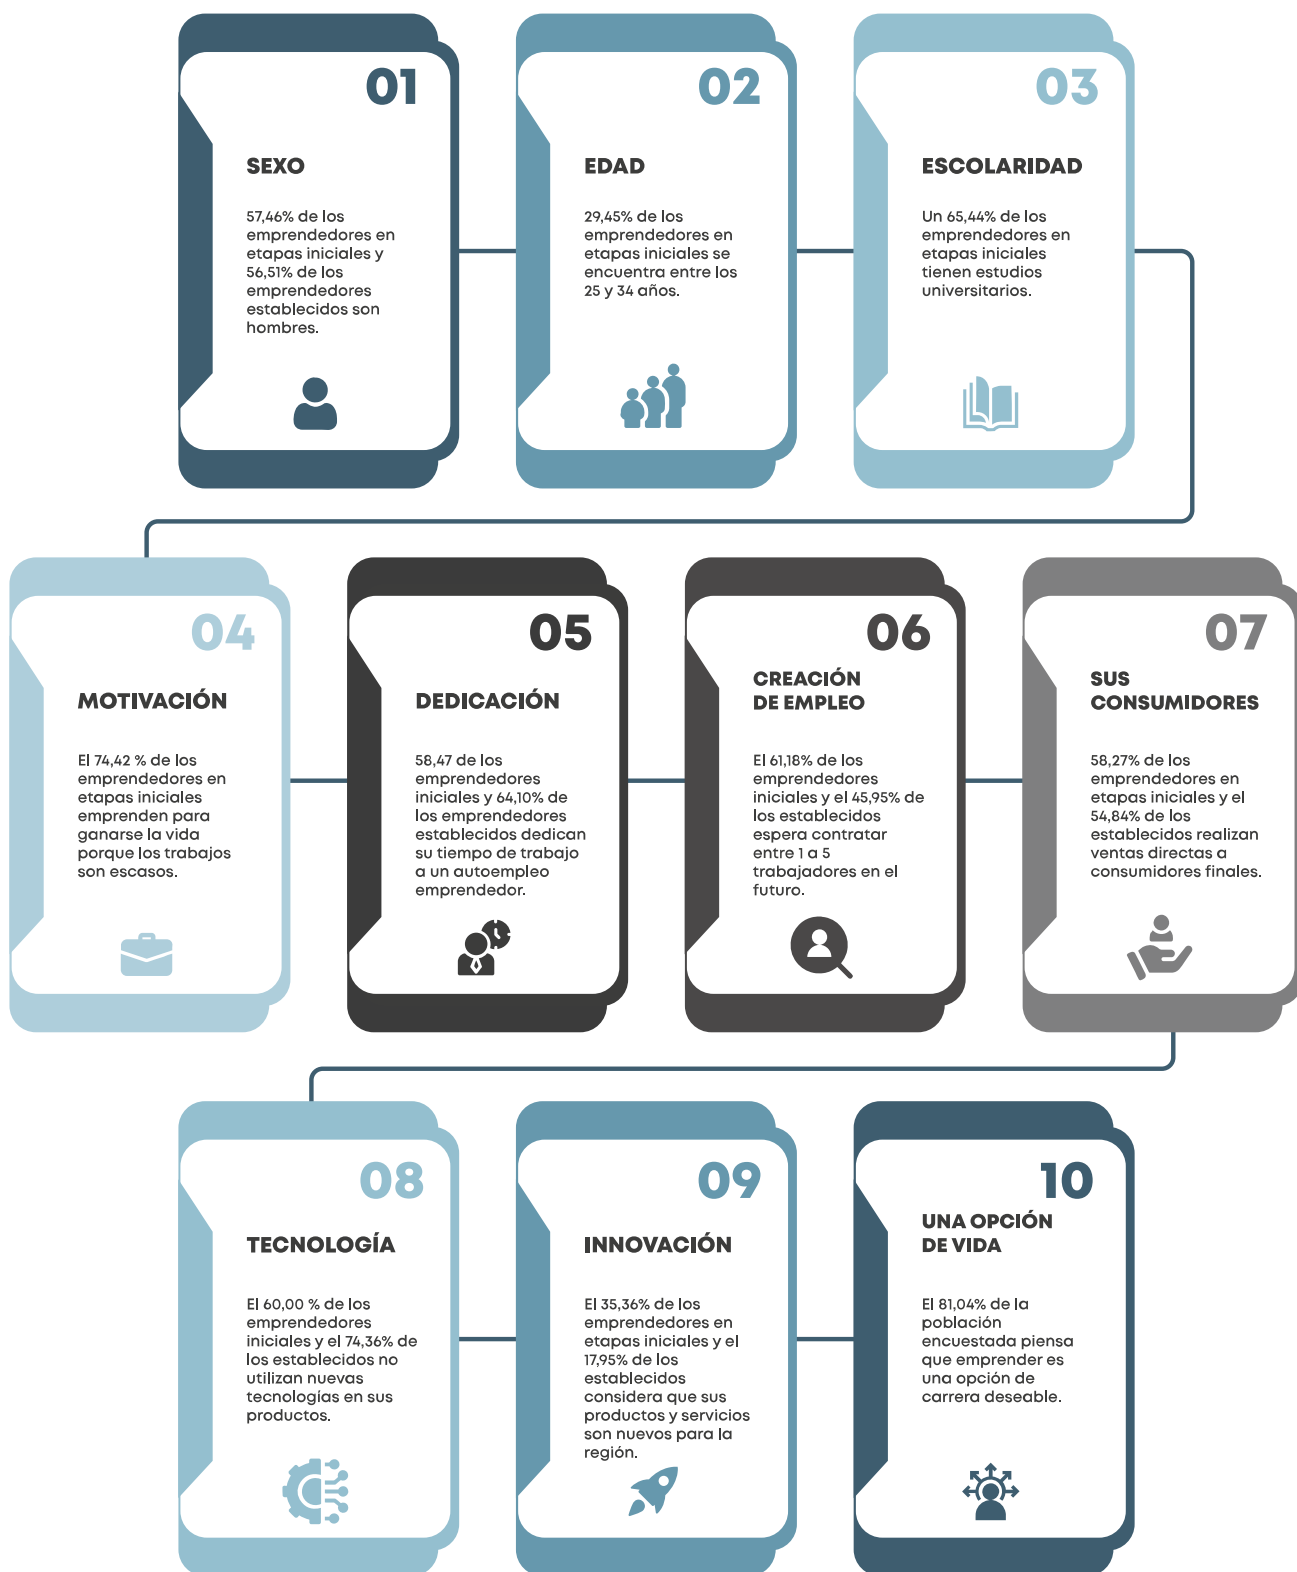 01
SEXO
57,46% de los
emprendedores en
etapas iniciales y
56,51% de los
emprendedores
establecidos son
hombres.
02
EDAD
29,45% de los
emprendedores en
etapas iniciales se
encuentra entre los
25 y 34 años.
03
ESCOLARIDAD
Un 65,44% de los
emprendedores en
etapas iniciales
tienen estudios
universitarios.
04
MOTIVACIÓN
El 74,42 % de los
emprendedores en
etapas iniciales
emprenden para
ganarse la vida
porque los trabajos
son escasos.
05
DEDICACIÓN
58,47 de los
emprendedores
iniciales y 64,10% de
los emprendedores
establecidos dedican
su tiempo de trabajo
a un autoempleo
emprendedor.
06
CREACIÓN
DE EMPLEO
El 61,18% de los
emprendedores
iniciales y el 45,95% de
los establecidos
espera contratar
entre 1 a 5
trabajadores en el
futuro.
07
SUS
CONSUMIDORES
58,27% de los
emprendedores en
etapas iniciales y el
54,84% de los
establecidos realizan
ventas directas a
consumidores finales.
08
TECNOLOGÍA
El 60,00 % de los
emprendedores
iniciales y el 74,36% de
los establecidos no
utilizan nuevas
tecnologías en sus
productos.
09
INNOVACIÓN
El 35,36% de los
emprendedores en
etapas iniciales y el
17,95% de los
establecidos
considera que sus
productos y servicios
son nuevos para la
región.
10
UNA OPCIÓN
DE VIDA
El 81,04% de la
población
encuestada piensa
que emprender es
una opción de
carrera deseable.